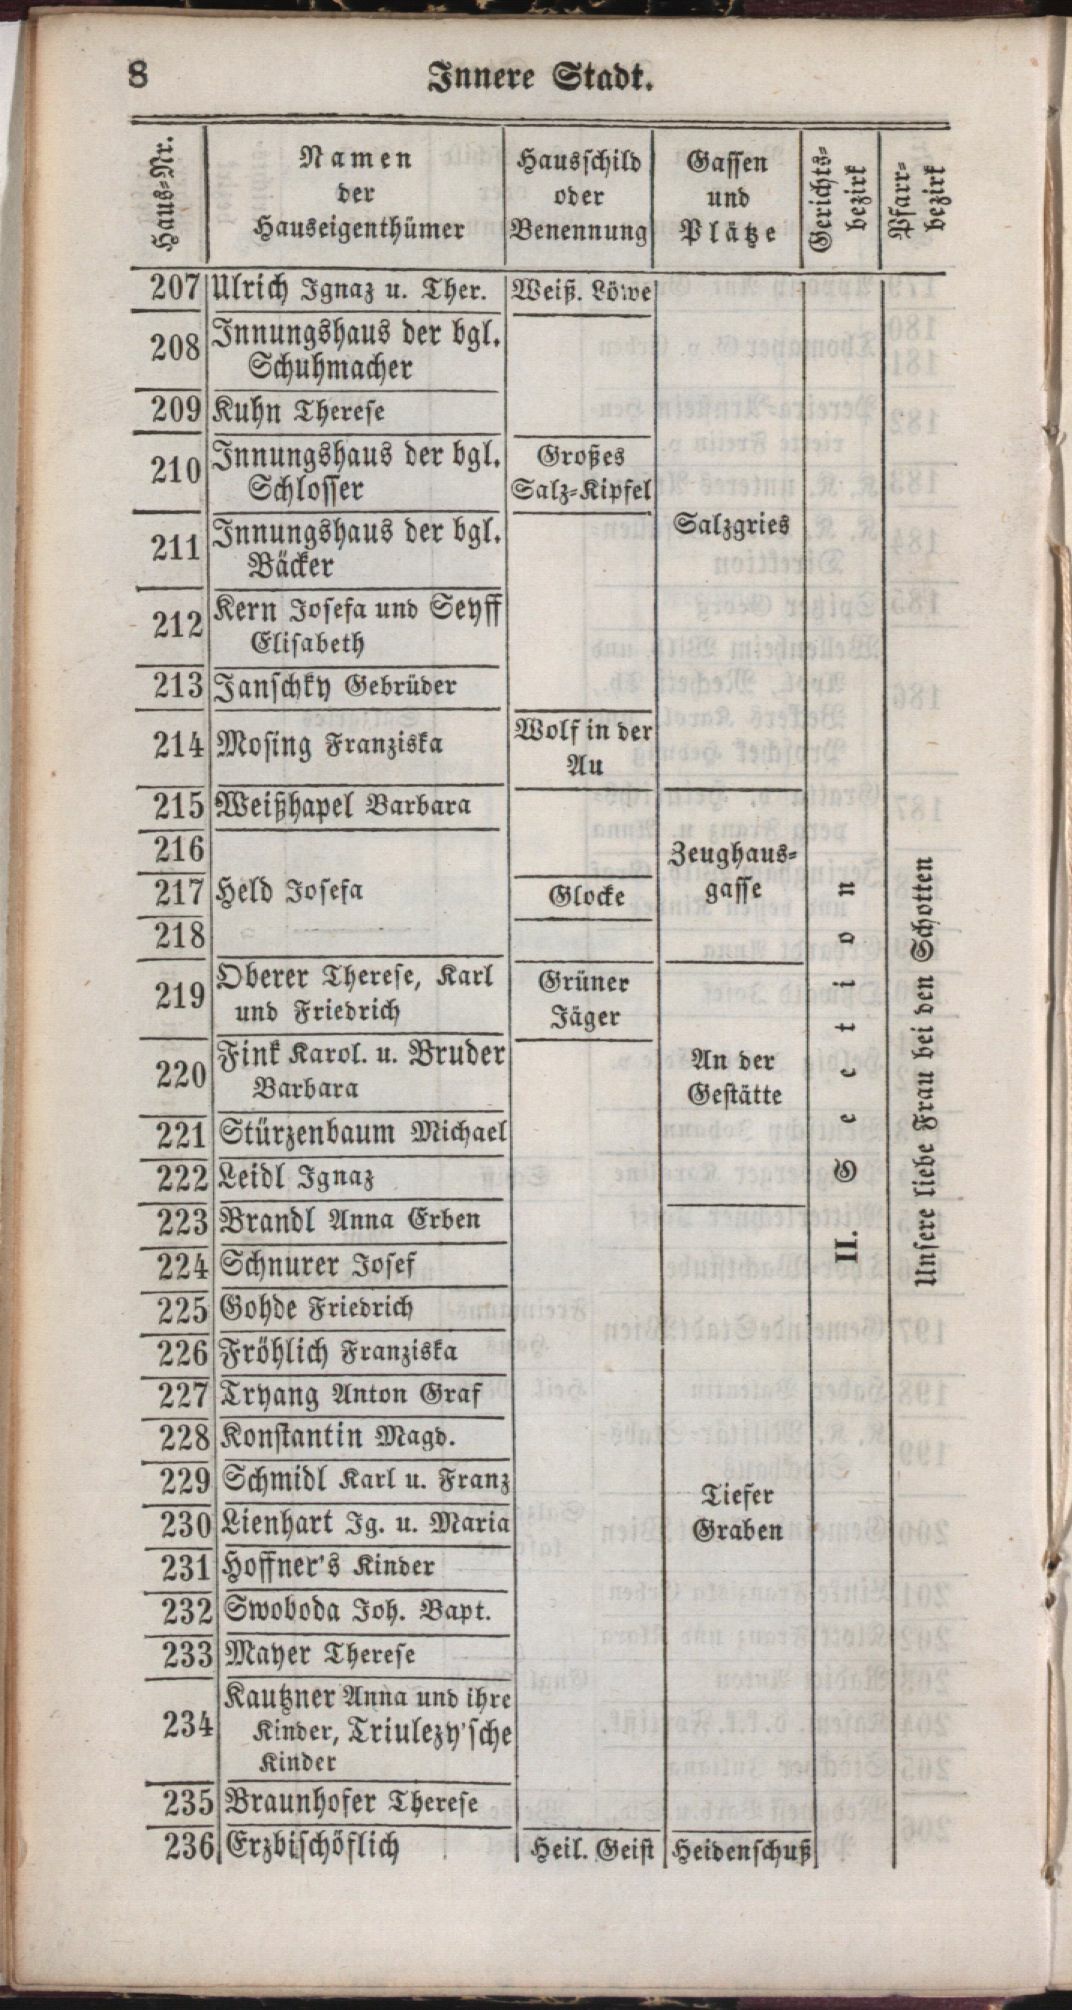 8
Innere Stadt.
Haus-Nr.
Namen
der
Hauseigenthümer
Hausschild
oder
Benennung
Gassen
und
Plätze
Gerichts-
bezirk
Pfarr-
bezirk
207 Ulrich Ignaz u. Ther. Weiß. Löwe
208 Innungshaus der bgl.
Schuhmacher
209 Kuhn Therese
210 Innungshaus der bgl.
Schlosser
Großes
Salz-Kipfel
Salzgries
211 Innungshaus der bgl.
Bäcker
212 Kern Josefa und Seyff
Elisabeth
213 Janschky Gebrüder
214 Mosing Franziska
Wolf in der
Au
215 Weißhapel Barbara
216
217 Held Josefa Glocke
218
Zeughaus-
gasse
219 Oberer Therese, Karl
und Friedrich
Grüner
Jäger
220 Fink Karol. u. Bruder
Barbara
An der
Gestätte
221 Stürzenbaum Michael
222 Leidl Ignaz
223 Brandl Anna Erben
224 Schnurer Josef
225 Gohde Friedrich
226 Fröhlich Franziska
227 Tryang Anton Graf
228 Konstantin Magd.
229 Schmidl Karl u. Franz
230 Lienhart Ig. u. Maria
Tiefer
Graben
231 Hoffner's Kinder
232 Swoboda Joh. Bapt.
233 Mayer Therese
234 Kautzner Anna und ihre
Kinder, Triulezy'sche
Kinder
235 Braunhofer Therese
236 Erzbischöflich Heil. Geist Heidenschuß
II. Section
Unsere liebe Frau bei den Schotten